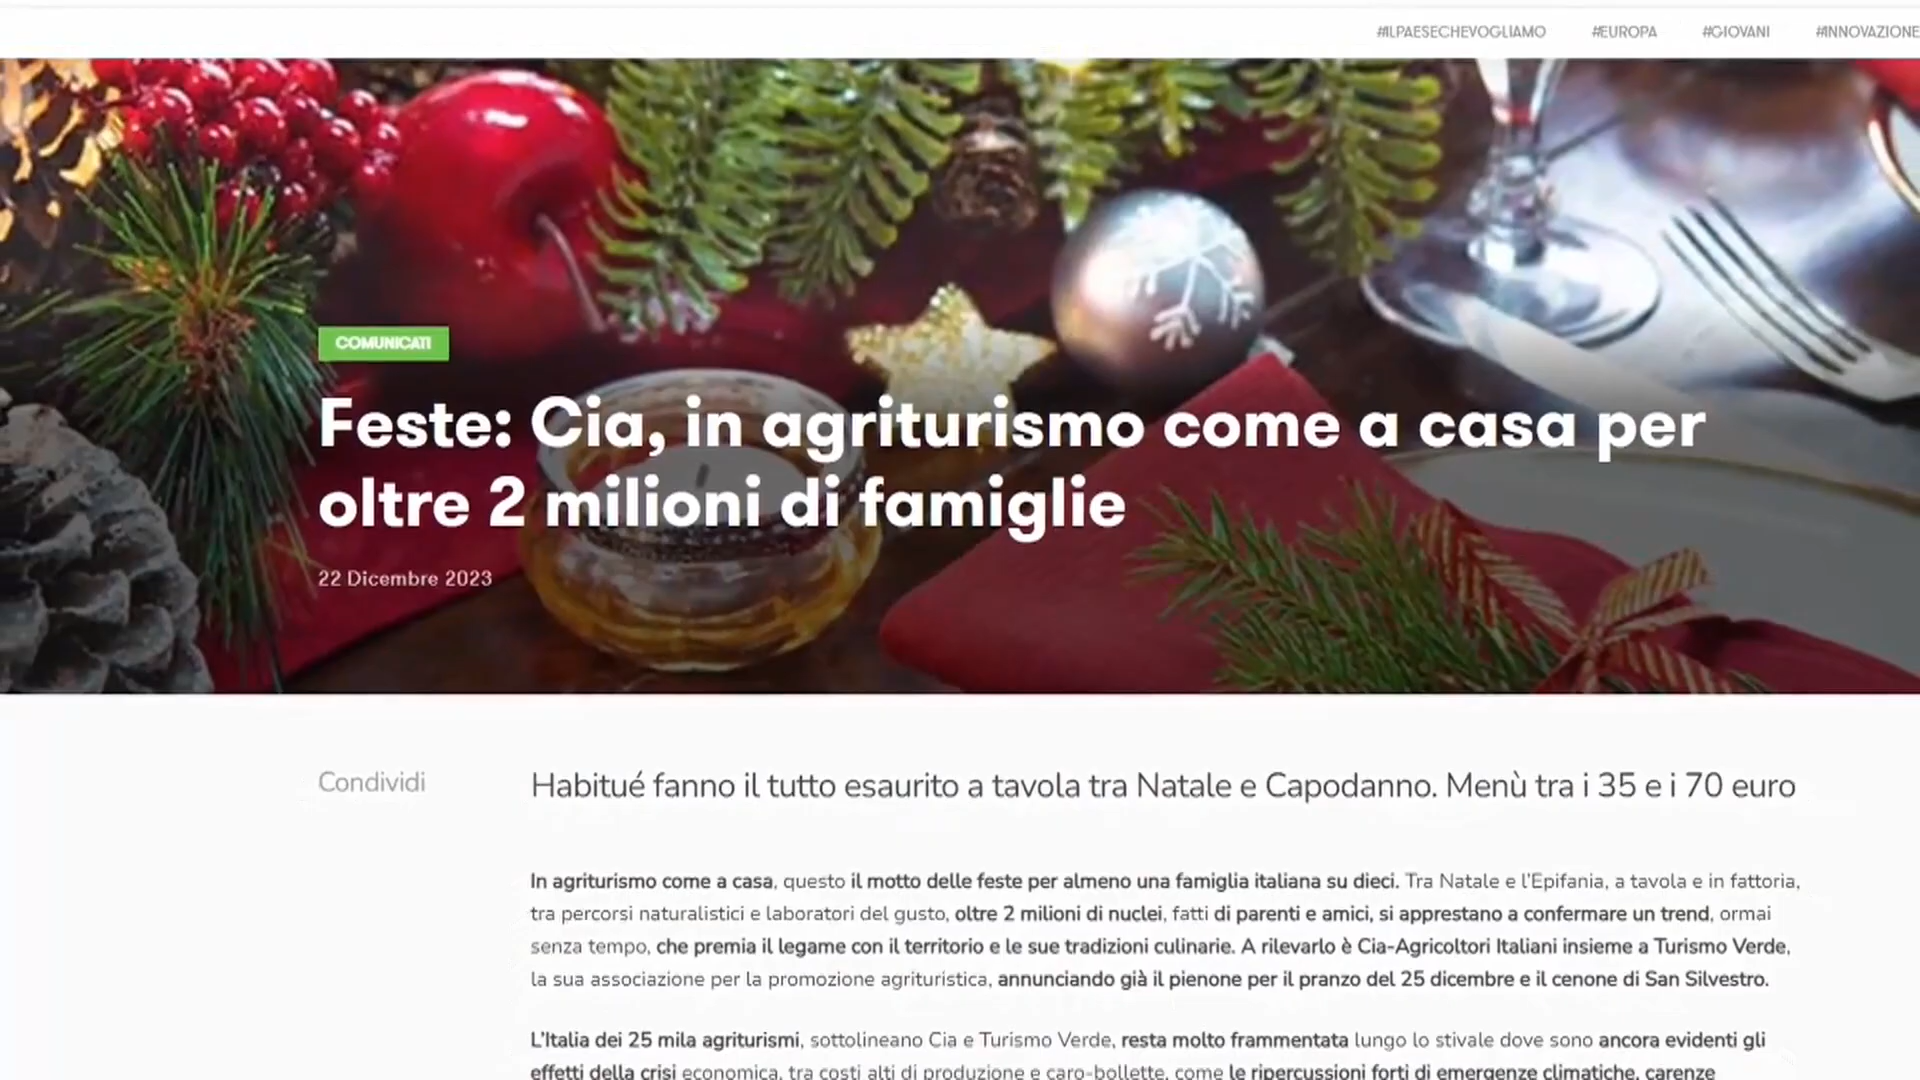 #ILPAESECHEVOGLIAMO #EUROPA #GIOVANI #INNOVAZIONE
COMUNICATI
Feste: Cia, in agriturismo come a casa per
oltre 2 milioni di famiglie
22 Dicembre 2023
Condividi
Habitué fanno il tutto esaurito a tavola tra Natale e Capodanno. Menù tra i 35 e i 70 euro
In agriturismo come a casa, questo il motto delle feste per almeno una famiglia italiana su dieci. Tra Natale e l'Epifania, a tavola e in fattoria,
tra percorsi naturalistici e laboratori del gusto, oltre 2 milioni di nuclei, fatti di parenti e amici, si apprestano a confermare un trend, ormai
senza tempo, che premia il legame con il territorio e le sue tradizioni culinarie. A rilevarlo è Cia-Agricoltori Italiani insieme a Turismo Verde,
la sua associazione per la promozione agrituristica, annunciando già il pienone per il pranzo del 25 dicembre e il cenone di San Silvestro.
L'Italia dei 25 mila agriturismi, sottolineano Cia e Turismo Verde, resta molto frammentata lungo lo stivale dove sono ancora evidenti gli
effetti della crisi economica, tra costi alti di produzione e caro-bollette, come le ripercussioni forti di emergenze climatiche, carenze